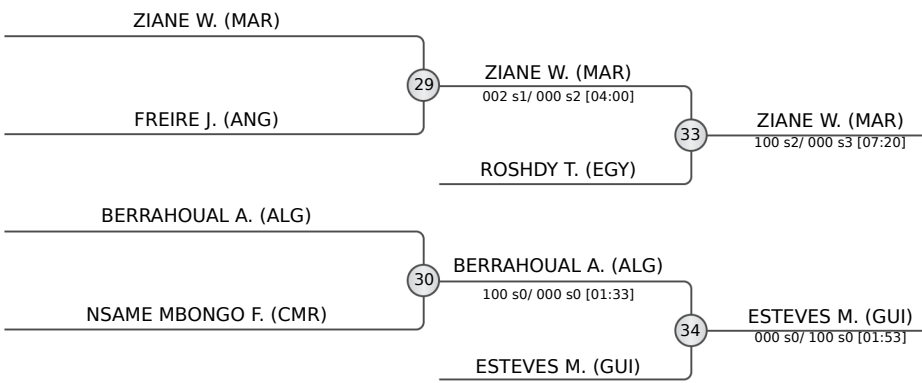 ZIANE W. (MAR)
FREIRE J. (ANG)
29
ZIANE W. (MAR)
002 s1/ 000 s2 [04:00]
ROSHDY T. (EGY)
33
ZIANE W. (MAR)
100 s2/ 000 s3 [07:20]
BERRAHOUAL A. (ALG)
NSAME MBONGO F. (CMR)
30
BERRAHOUAL A. (ALG)
100 s0/ 000 s0 [01:33]
ESTEVES M. (GUI)
34
ESTEVES M. (GUI)
000 s0/ 100 s0 [01:53]